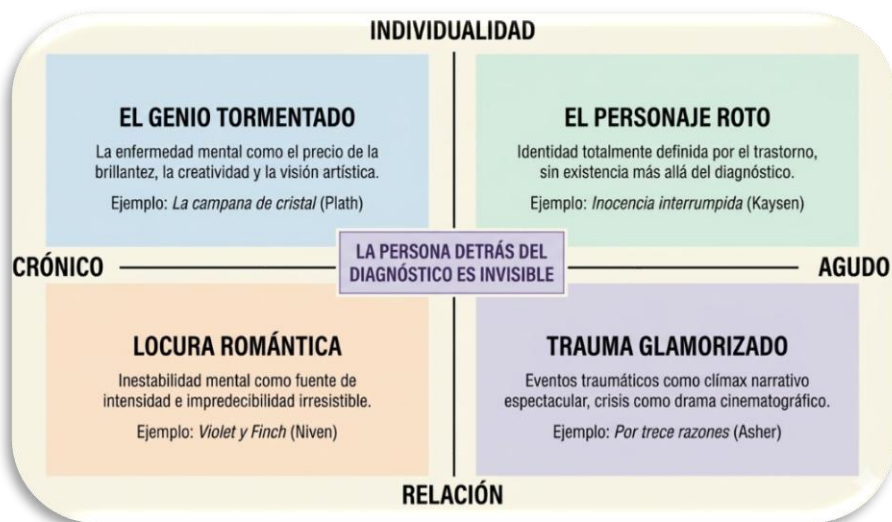 INDIVIDUALIDAD
EL GENIO TORMENTADO
La enfermedad mental como el precio de la
brillantez, la creatividad y la visión artística.
Ejemplo: La campana de cristal (Plath)
EL PERSONAJE ROTO
Identidad totalmente definida por el trastorno,
sin existencia más allá del diagnóstico.
Ejemplo: Inocencia interrumpida (Kaysen)
CRÓNICO
LA PERSONA DETRÁS DEL
DIAGNÓSTICO ES INVISIBLE
AGUDO
LOCURA ROMÁNTICA
Inestabilidad mental como fuente de
intensidad e impredecibilidad irresistible.
Ejemplo: Violet y Finch (Niven)
TRAUMA GLAMORIZADO
Eventos traumáticos como clímax narrativo
espectacular, crisis como drama cinematográfico.
Ejemplo: Por trece razones (Asher)
RELACIÓN